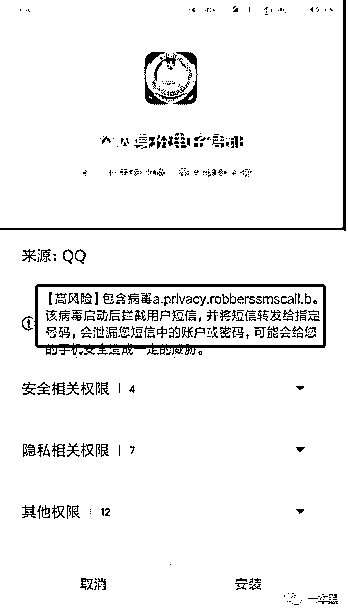 来源：QQ
【高风险】包含病毒a.privacy.robberssmscall.b。
该病毒启动后拦截用户短信，并将短信转发给指定
号码，会泄漏您短信中的账户或密码，可能会给您
的手机安全造成一定的威胁。
安全相关权限 | 4
隐私相关权限 | 7
其他权限 | 12
取消 安装